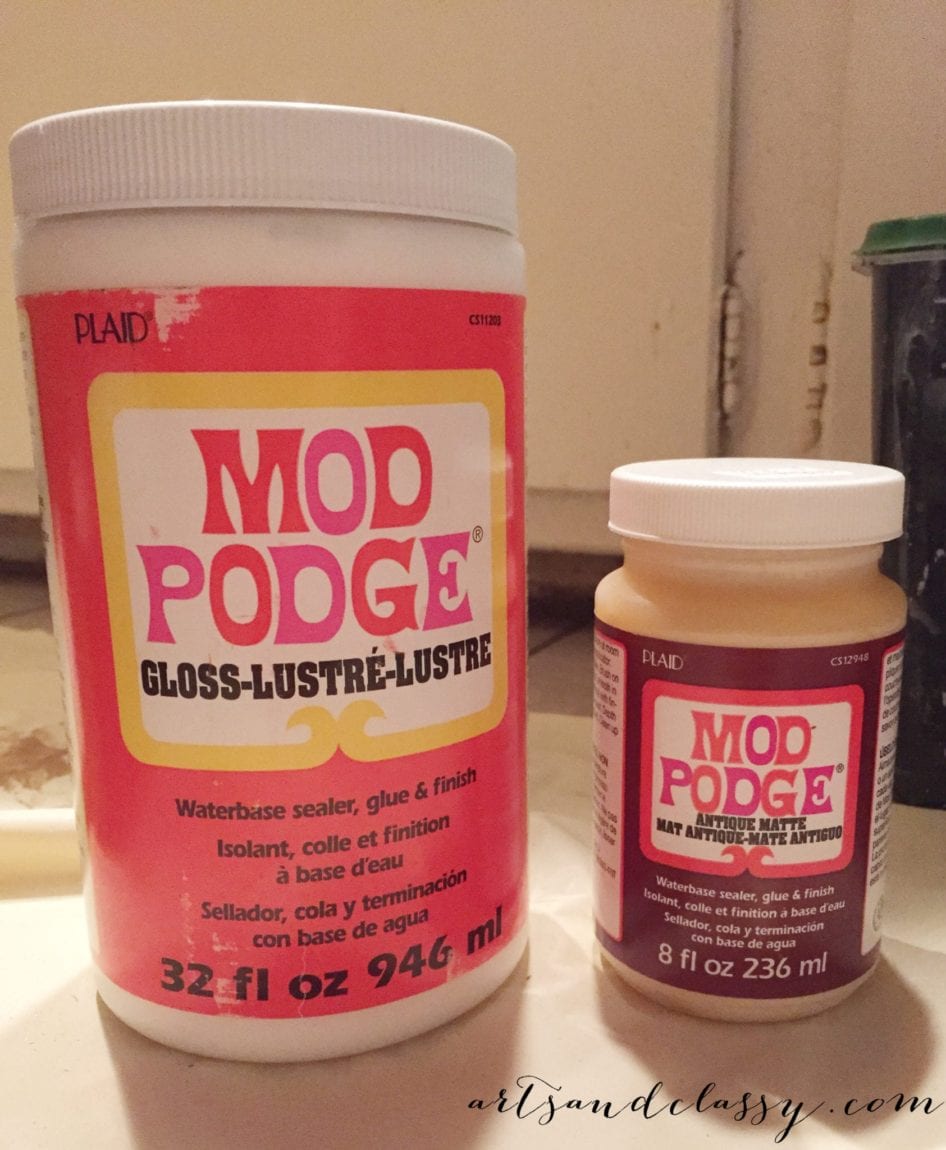 PLAID®
CS11203
MOD
PODGE®
GLOSS-LUSTRÉ-LUSTRE
Waterbase sealer, glue & finish
Isolant, colle et finition
à base d'eau
Sellador, cola y terminación
con base de agua
32 fl oz 946 ml
PLAID®
CS12948
MOD
PODGE®
ANTIQUE MATTE
MAT ANTIQUE-MATE ANTIGUO
Waterbase sealer, glue & finish
Isolant, colle et finition à base d'eau
Sellador, cola y terminación
con base de agua
8 fl oz 236 ml
artsandclassy.com